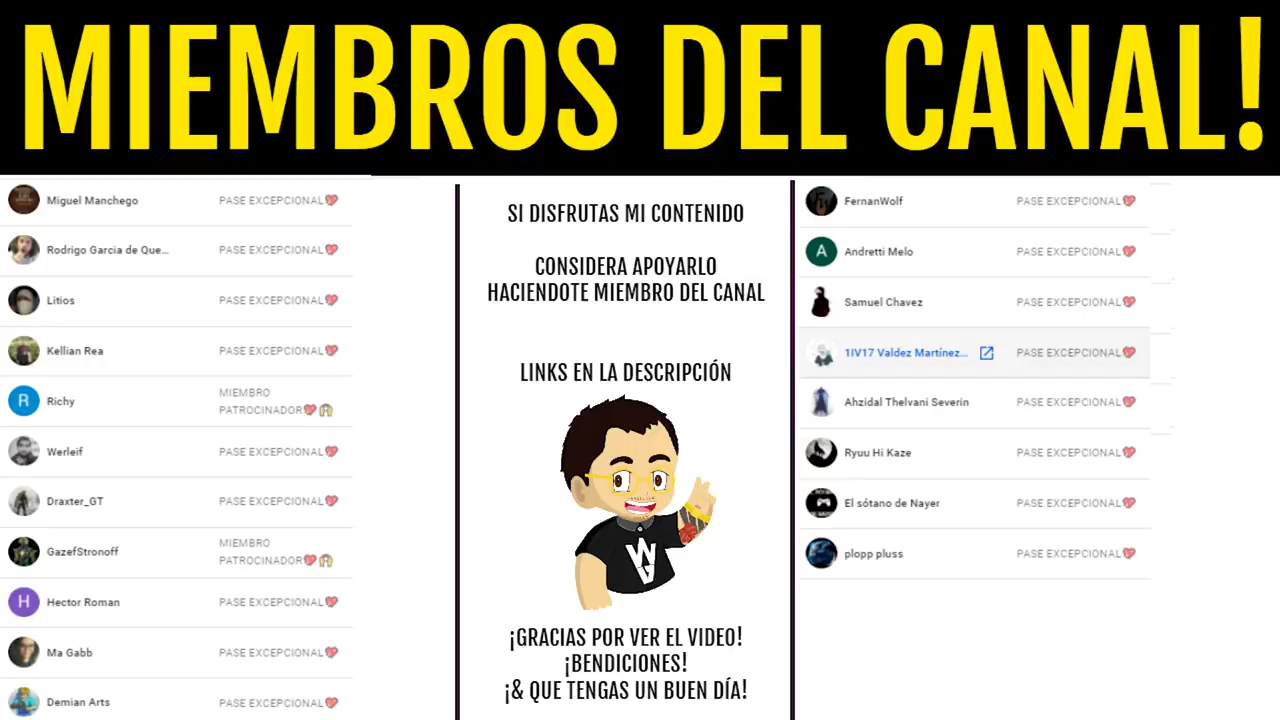 MIEMBROS DEL CANAL!
Miguel Manchego PASE EXCEPCIONAL💖
Rodrigo Garcia de Que... PASE EXCEPCIONAL💖
Litios PASE EXCEPCIONAL💖
Kellian Rea PASE EXCEPCIONAL💖
R Richy MIEMBRO
PATROCINADOR💖🙌
Werleif PASE EXCEPCIONAL💖
Draxter_GT PASE EXCEPCIONAL💖
GazefStronoff MIEMBRO
PATROCINADOR💖🙌
H Hector Roman PASE EXCEPCIONAL💖
Ma Gabb PASE EXCEPCIONAL💖
Demian Arts PASE EXCEPCIONAL💖
SI DISFRUTAS MI CONTENIDO
CONSIDERA APOYARLO
HACIENDOTE MIEMBRO DEL CANAL
LINKS EN LA DESCRIPCIÓN
¡GRACIAS POR VER EL VIDEO!
¡BENDICIONES!
¡& QUE TENGAS UN BUEN DÍA!
FernanWolf PASE EXCEPCIONAL💖
A Andretti Melo PASE EXCEPCIONAL💖
Samuel Chavez PASE EXCEPCIONAL💖
1IV17 Valdez Martínez... PASE EXCEPCIONAL💖
Ahzidal Thelvani Severin PASE EXCEPCIONAL💖
Ryuu Hi Kaze PASE EXCEPCIONAL💖
El sótano de Nayer PASE EXCEPCIONAL💖
plopp pluss PASE EXCEPCIONAL💖